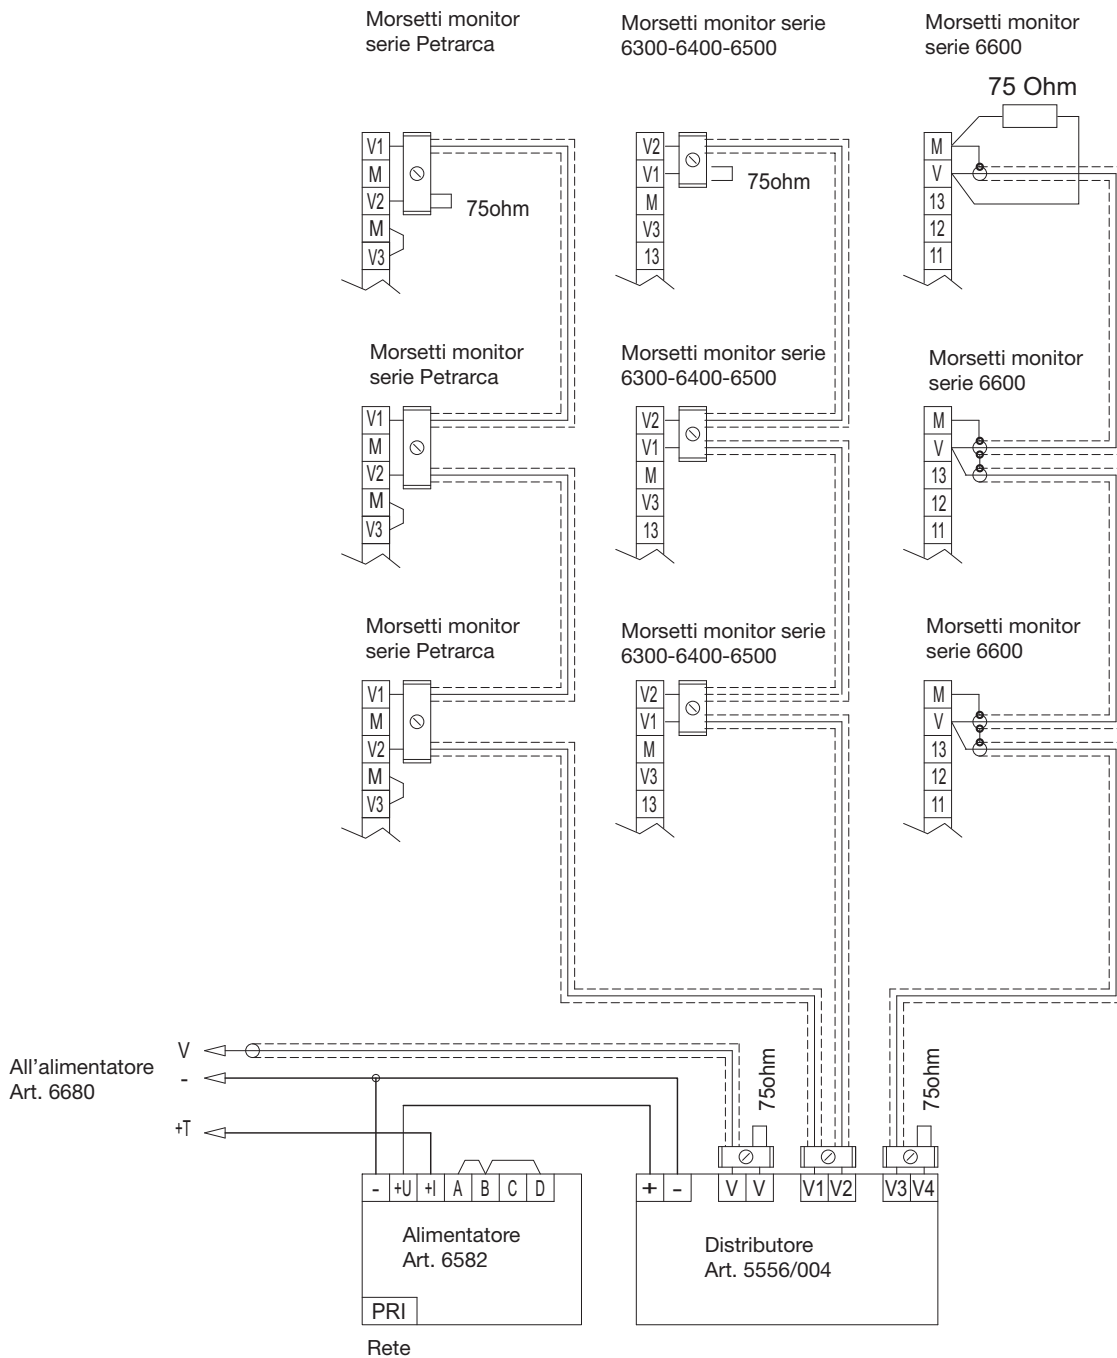 Morsetti monitor
serie Petrarca
Morsetti monitor serie
6300-6400-6500
Morsetti monitor
serie 6600
75 Ohm
V1
M
V2
M
V3
75ohm
V2
V1
M
V3
13
75ohm
M
V
13
12
11
Morsetti monitor
serie Petrarca
Morsetti monitor serie
6300-6400-6500
Morsetti monitor
serie 6600
V1
M
V2
M
V3
V2
V1
M
V3
13
M
V
13
12
11
Morsetti monitor
serie Petrarca
Morsetti monitor serie
6300-6400-6500
Morsetti monitor
serie 6600
V1
M
V2
M
V3
V2
V1
M
V3
13
M
V
13
12
11
All'alimentatore
Art. 6680
V
-
+T
75ohm
75ohm
- +U +I A B C D
+ - V V V1 V2 V3 V4
Alimentatore
Art. 6582
PRI
Rete
Distributore
Art. 5556/004